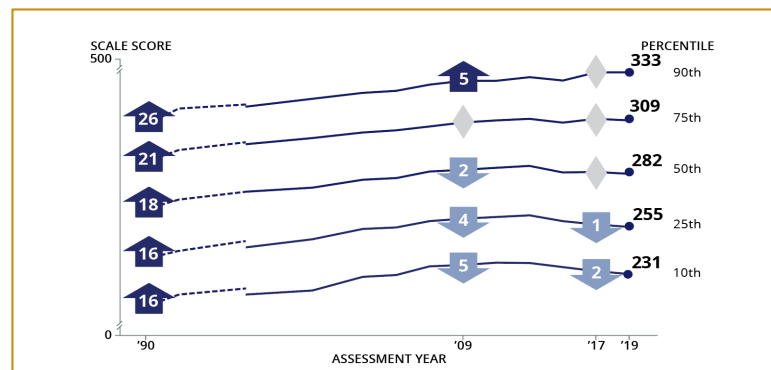 SCALE SCORE
PERCENTILE
500
333
5
90th
26
309
75th
21
282
2
50th
18
255
4
1
25th
16
231
5
2
10th
16
0
'90
'09
'17
'19
ASSESSMENT YEAR